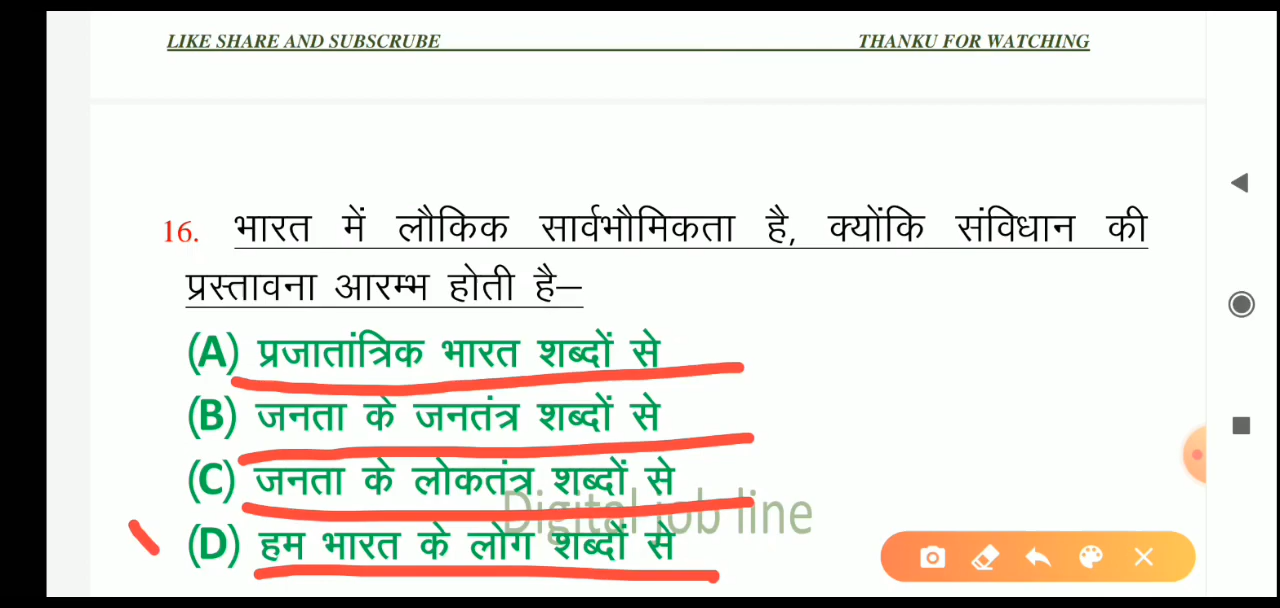 LIKE SHARE AND SUBSCRUBE THANKU FOR WATCHING
16. भारत में लौकिक सार्वभौमिकता है, क्योंकि संविधान की
प्रस्तावना आरम्भ होती है–
(A) प्रजातांत्रिक भारत शब्दों से
(B) जनता के जनतंत्र शब्दों से
(C) जनता के लोकतंत्र शब्दों से
Digital job line
(D) हम भारत के लोग शब्दों से